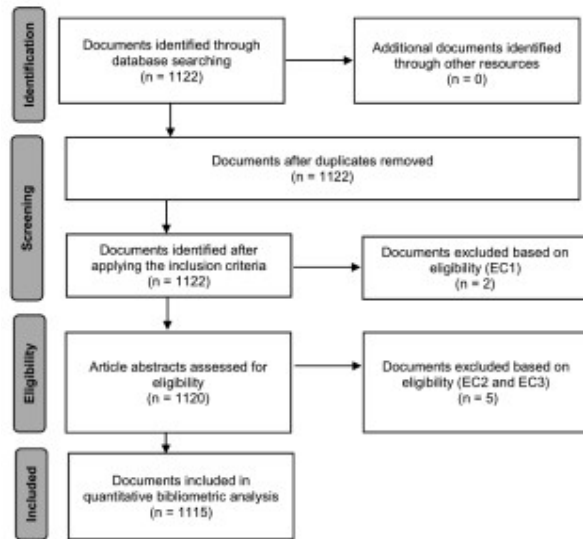 Identification
Documents identified through
database searching
(n = 1122)
Additional documents identified
through other resources
(n = 0)
Screening
Documents after duplicates removed
(n = 1122)
Documents identified after
applying the inclusion criteria
(n = 1122)
Documents excluded based on
eligibility (EC1)
(n = 2)
Eligibility
Article abstracts assessed for
eligibility
(n = 1120)
Documents excluded based on
eligibility (EC2 and EC3)
(n = 5)
Included
Documents included in
quantitative bibliometric analysis
(n = 1115)